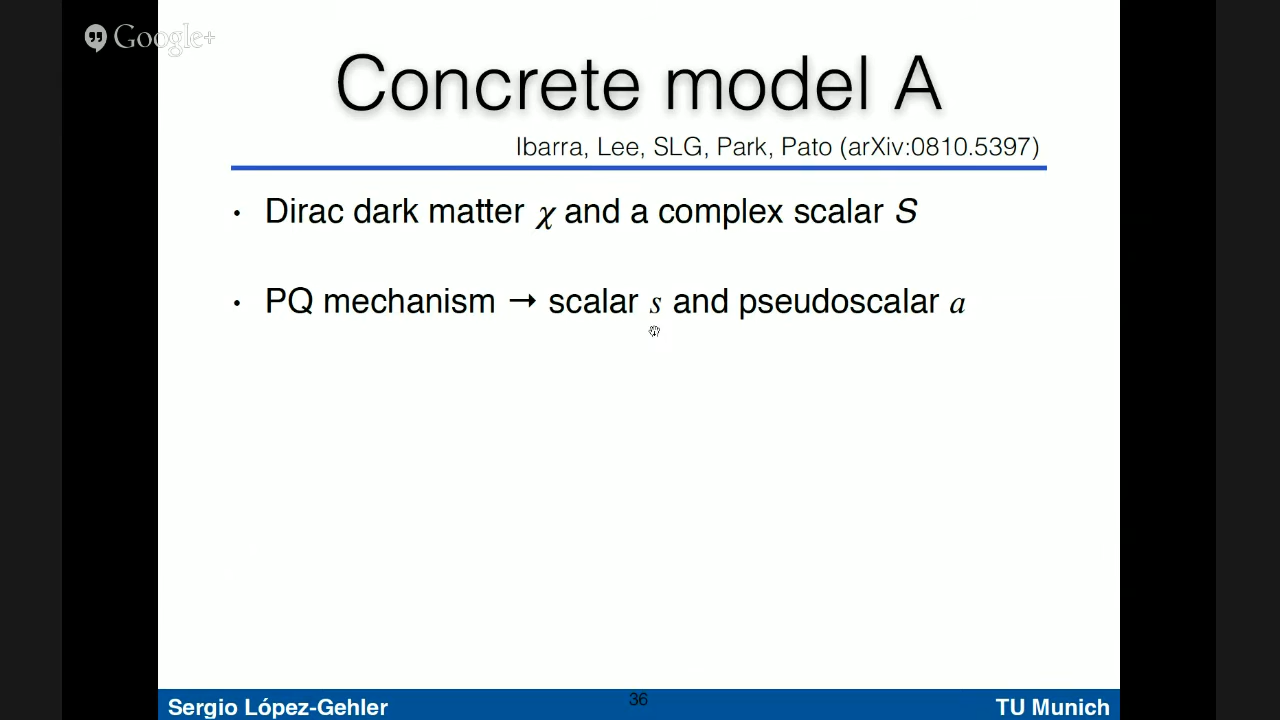 Google+
Concrete model A
Ibarra, Lee, SLG, Park, Pato (arXiv:0810.5397)
• Dirac dark matter χ and a complex scalar S
• PQ mechanism → scalar s and pseudoscalar a
Sergio López-Gehler
36
TU Munich